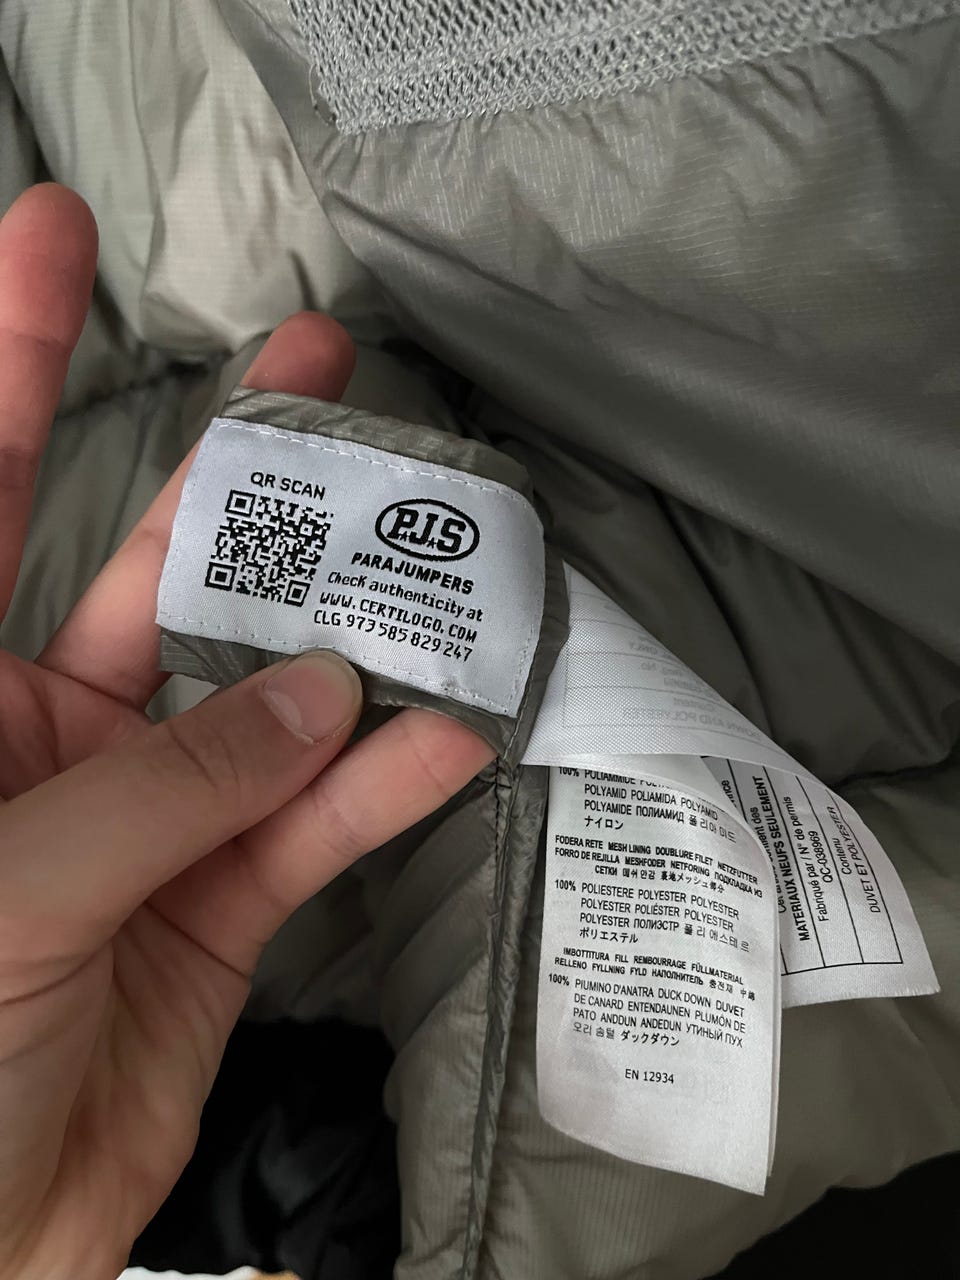 QR SCAN
P.J.S
PARAJUMPERS
Check authenticity at
WWW.CERTILOGO.COM
CLG 973 585 829 247
DOWN AND POLYESTER
100% POLIAMMIDE
POLYAMID POLIAMIDA POLYAMID
POLYAMIDE ПОЛИАМИД 폴리아미드
ナイロン
FODERA RETE MESH LINING DOUBLURE FILET NETZFUTTER
FORRO DE REJILLA MESHFODER NETFORING ПОДКЛАДКА ИЗ
СЕТКИ 메쉬안감 裏地メッシュ部分
100% POLIESTERE POLYESTER POLYESTER
POLYESTER POLIÉSTER POLYESTER
POLYESTER ПОЛИЭСТР 폴리에스테르
ポリエステル
IMBOTTITURA FILL REMBOURRAGE FÜLLMATERIAL
RELLENO FYLLNING FYLD НАПОЛНИТЕЛЬ 충전재 中綿
100% PIUMINO D'ANATRA DUCK DOWN DUVET
DE CANARD ENTENDAUNEN PLUMÓN DE
PATO ANDDUN ANDEDUN УТИНЫЙ ПУХ
오리 솜털 ダックダウン
EN 12934
MATERIAUX NEUFS SEULEMENT
Fabriqué par / N° de permis
OC-038969
Contenu
DUVET ET POLYESTER